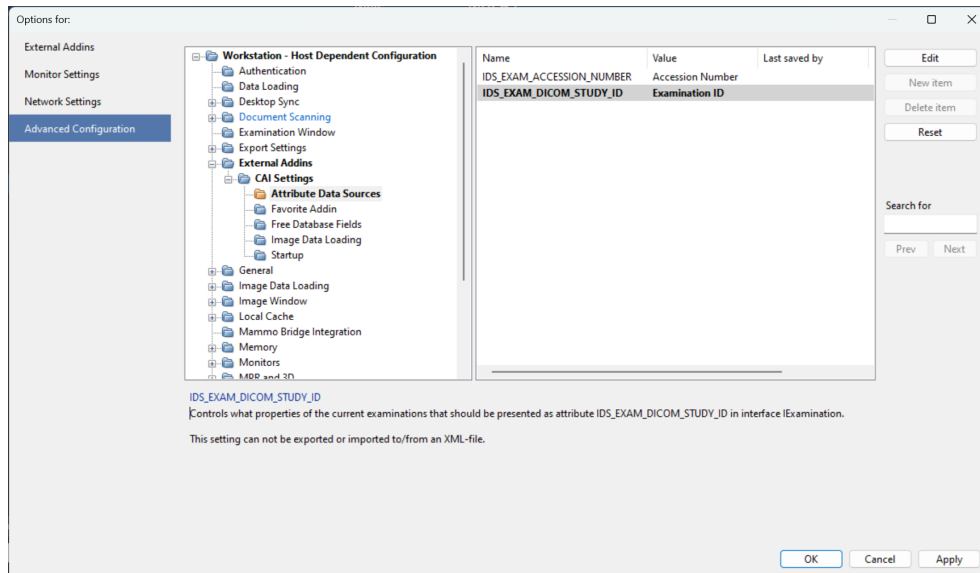 Options for:
External Addins
Monitor Settings
Network Settings
Advanced Configuration
Workstation - Host Dependent Configuration
Authentication
Data Loading
Desktop Sync
Document Scanning
Examination Window
Export Settings
External Addins
CAI Settings
Attribute Data Sources
Favorite Addin
Free Database Fields
Image Data Loading
Startup
General
Image Data Loading
Image Window
Local Cache
Mammo Bridge Integration
Memory
Monitors
MPR and 3D
Name Value Last saved by
IDS_EXAM_ACCESSION_NUMBER Accession Number
IDS_EXAM_DICOM_STUDY_ID Examination ID
Edit
New item
Delete item
Reset
Search for
Prev Next
IDS_EXAM_DICOM_STUDY_ID
Controls what properties of the current examinations that should be presented as attribute IDS_EXAM_DICOM_STUDY_ID in interface IExamination.
This setting can not be exported or imported to/from an XML-file.
OK Cancel Apply